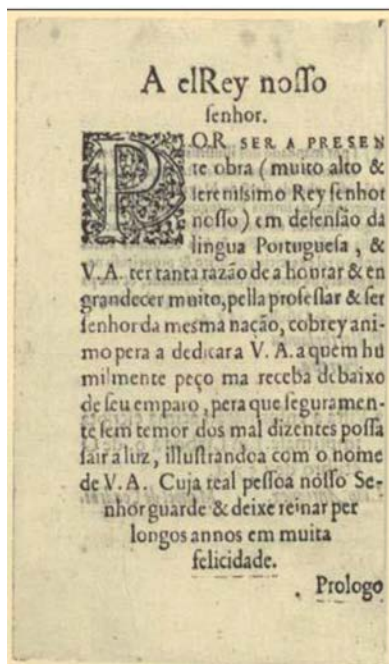 A elRey nosso
senhor.
POR SER A PRESEN
te obra (muito alto &
serenissimo Rey senhor
nosso) em defensão da
lingua Portuguesa, &
V.A. ter tanta razão de a honrar & en
grandecer muito, pella professar & ser
senhor da mesma nação, cobrey ani-
mo pera a dedicar a V. A. a quem hu
milmente peço ma receba debaixo
de seu emparo, pera que seguramen-
te sem temor dos mal dizentes possa
sair a luz, illustrandoa com o nome
de V.A. Cuja real pessoa nosso Se-
nhor guarde & deixe reinar per
longos annos em muita
felicidade.
Prologo